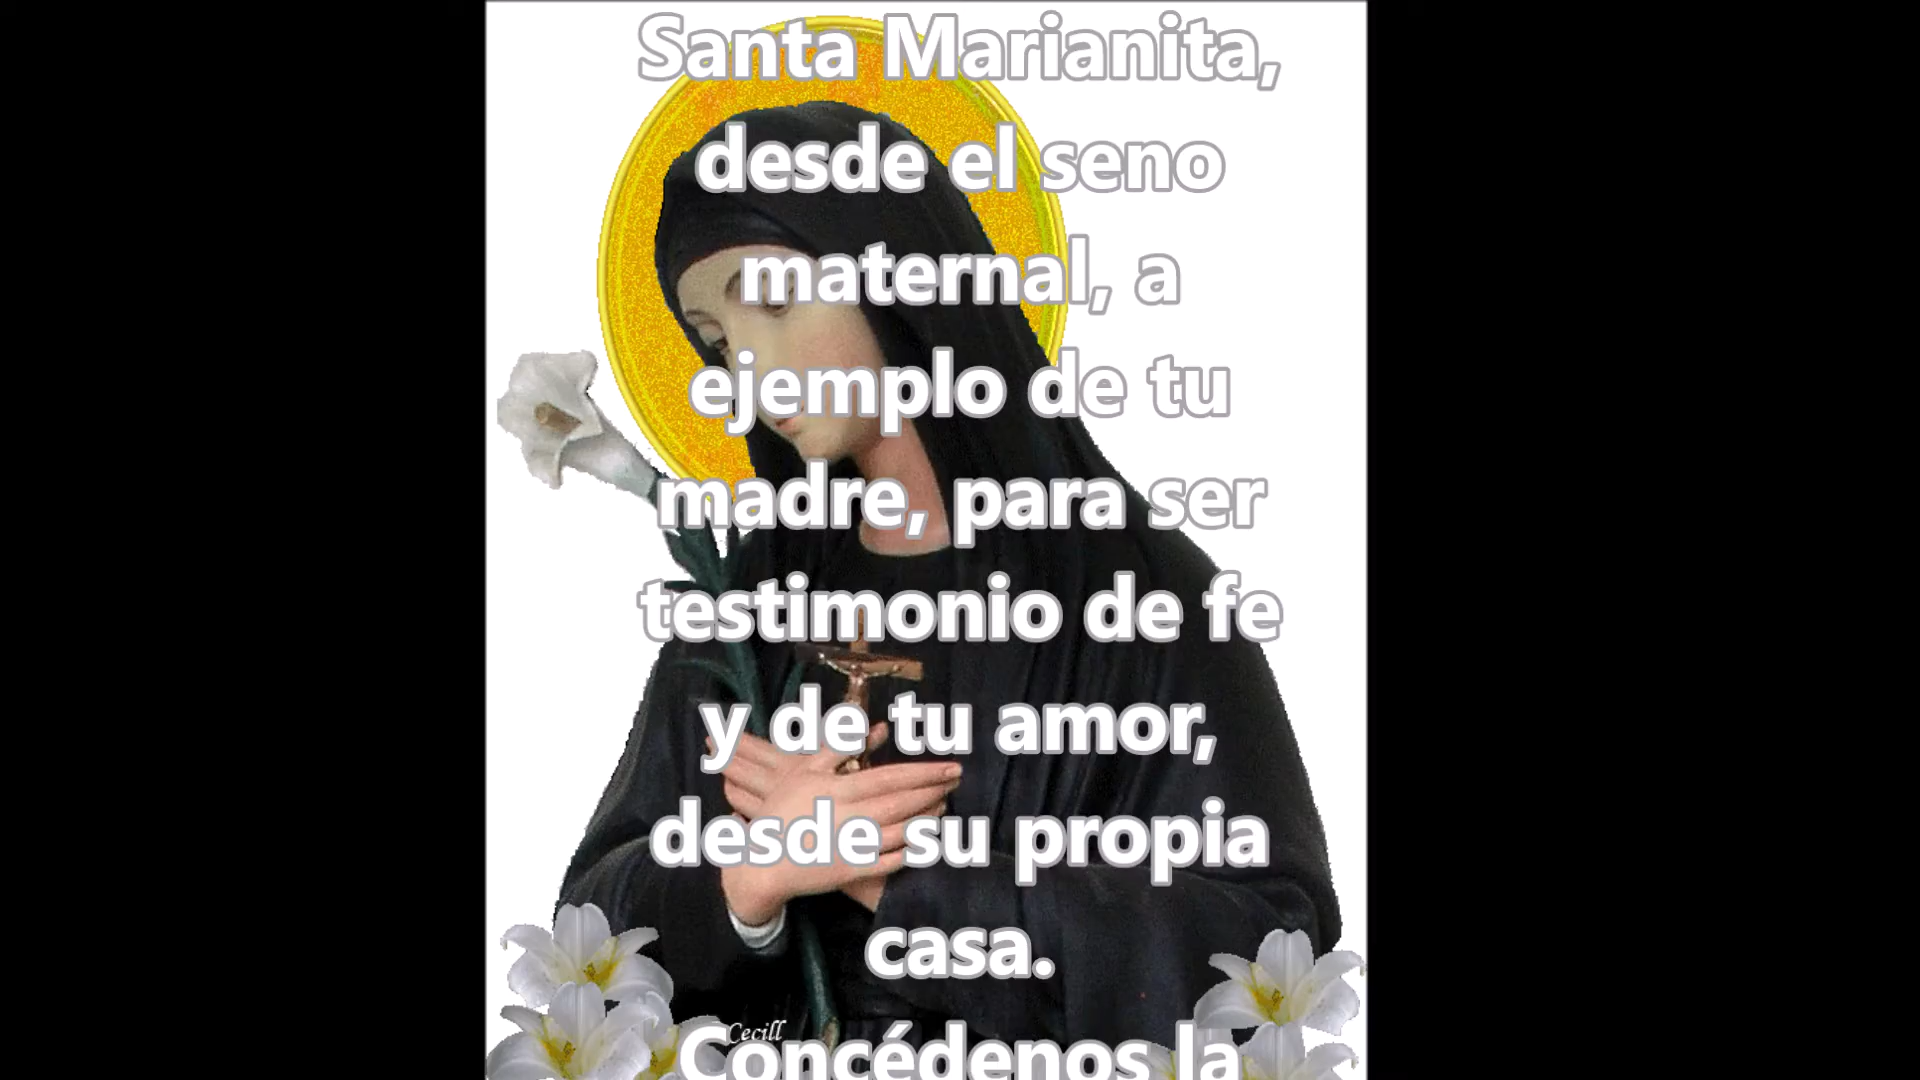 Santa Marianita,
desde el seno
maternal, a
ejemplo de tu
madre, para ser
testimonio de fe
y de tu amor,
desde su propia
casa.
Cecill
Concédenos la